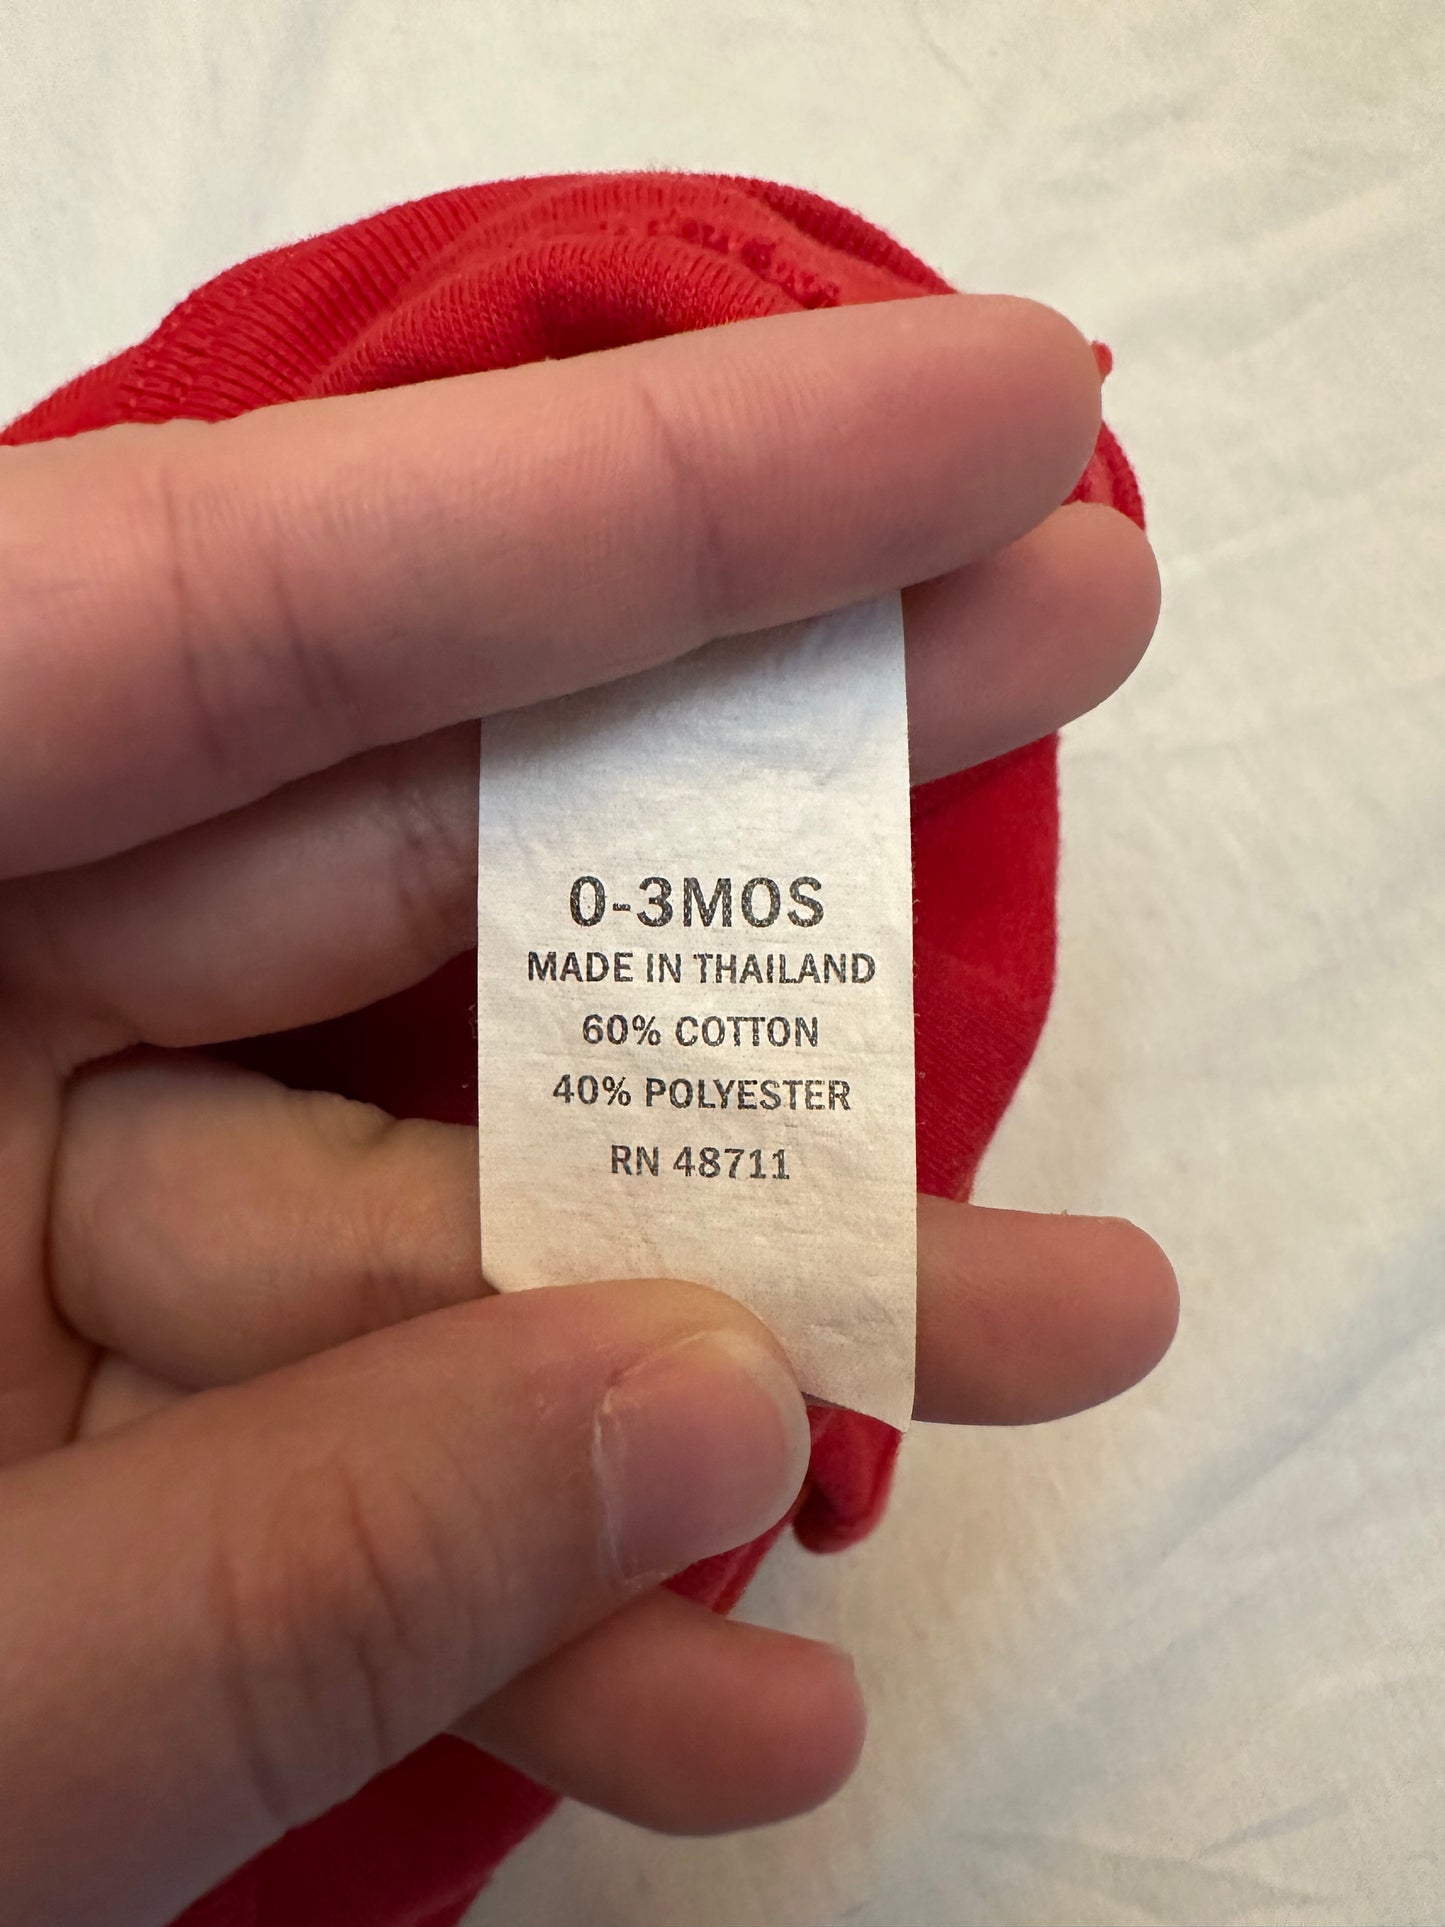 0-3MOS
MADE IN THAILAND
60% COTTON
40% POLYESTER
RN 48711